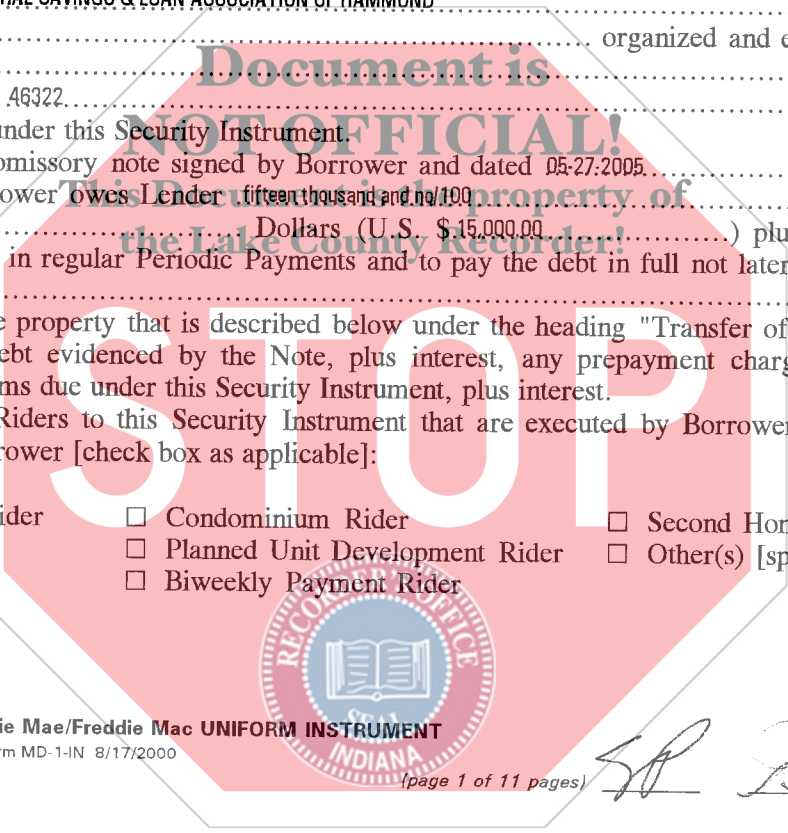 SAVINGS & LOAN ASSOCIATION OF HAMMOND
organized and e
Document is
46322
NOT OFFICIAL!
under this Security Instrument.
omissory note signed by Borrower and dated 05-27-2005
ower owes Lender fifteen thousand and no/100
This Document is the property of
Dollars (U.S. $ 15,000.00 ) plu
the Lake County Recorder!
in regular Periodic Payments and to pay the debt in full not later
e property that is described below under the heading "Transfer of
ebt evidenced by the Note, plus interest, any prepayment charg
ms due under this Security Instrument, plus interest.
Riders to this Security Instrument that are executed by Borrower
rower [check box as applicable]:
STOP
ider □ Condominium Rider □ Second Hom
□ Planned Unit Development Rider □ Other(s) [sp
□ Biweekly Payment Rider
RECORDER'S OFFICE
SEAL
INDIANA
ie Mae/Freddie Mac UNIFORM INSTRUMENT
rm MD-1-IN 8/17/2000
(page 1 of 11 pages)